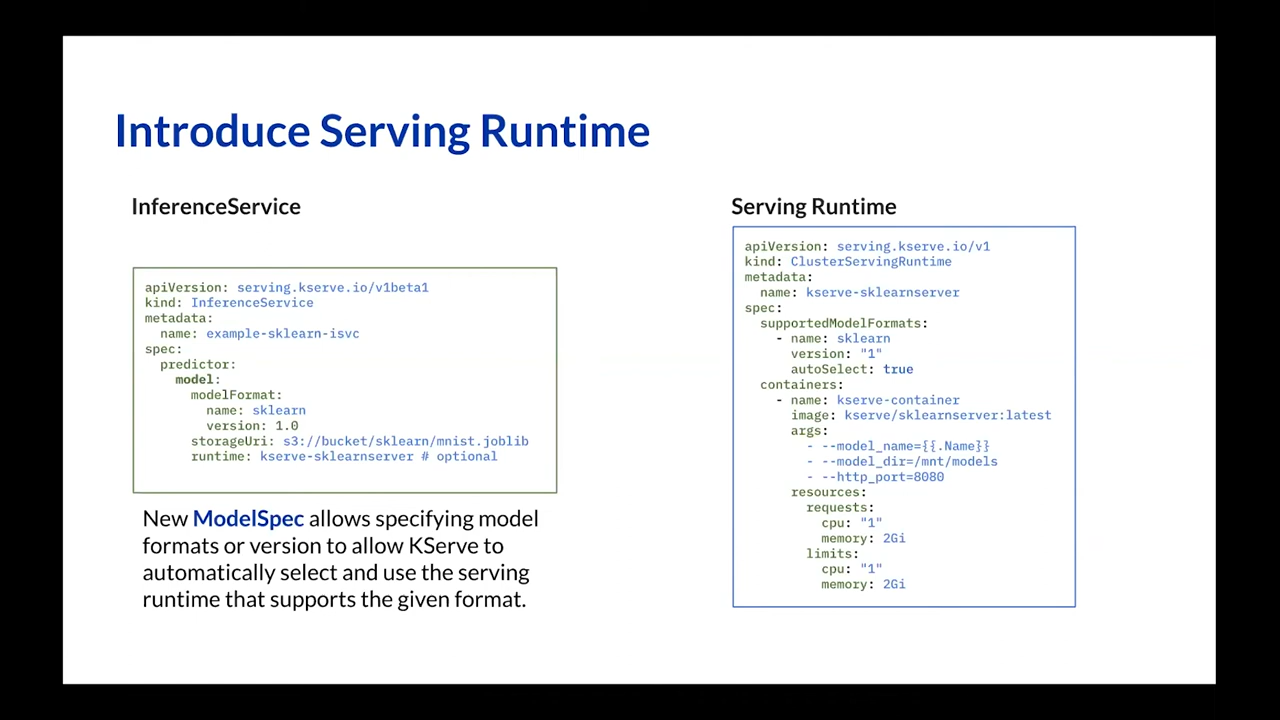 Introduce Serving Runtime
InferenceService
apiVersion: serving.kserve.io/v1beta1
kind: InferenceService
metadata:
  name: example-sklearn-isvc
spec:
  predictor:
    model:
      modelFormat:
        name: sklearn
        version: 1.0
      storageUri: s3://bucket/sklearn/mnist.joblib
      runtime: kserve-sklearnserver # optional
New ModelSpec allows specifying model
formats or version to allow KServe to
automatically select and use the serving
runtime that supports the given format.
Serving Runtime
apiVersion: serving.kserve.io/v1
kind: ClusterServingRuntime
metadata:
  name: kserve-sklearnserver
spec:
  supportedModelFormats:
    - name: sklearn
      version: "1"
      autoSelect: true
  containers:
    - name: kserve-container
      image: kserve/sklearnserver:latest
      args:
        - --model_name={{.Name}}
        - --model_dir=/mnt/models
        - --http_port=8080
      resources:
        requests:
          cpu: "1"
          memory: 2Gi
        limits:
          cpu: "1"
          memory: 2Gi